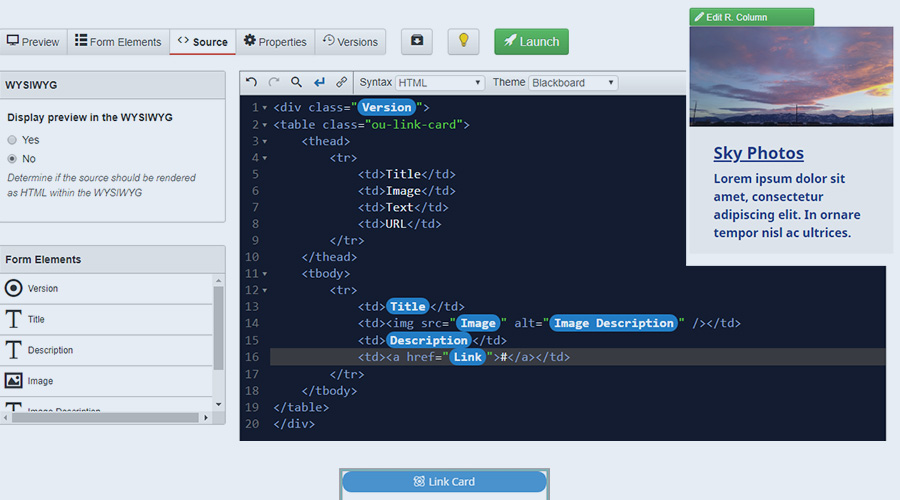 Edit R. Column
Preview Form Elements Source Properties Versions Launch
WYSIWYG
Display preview in the WYSIWYG
Yes
No
Determine if the source should be rendered
as HTML within the WYSIWYG
Form Elements
Version
Title
Description
Image
Image Description
Syntax HTML Theme Blackboard
1 <div class="Version">
2 <table class="ou-link-card">
3 <thead>
4 <tr>
5 <td>Title</td>
6 <td>Image</td>
7 <td>Text</td>
8 <td>URL</td>
9 </tr>
10 </thead>
11 <tbody>
12 <tr>
13 <td>Title</td>
14 <td><img src="Image" alt="Image Description" /></td>
15 <td>Description</td>
16 <td><a href="Link">#</a></td>
17 </tr>
18 </tbody>
19 </table>
20 </div>
Sky Photos
Lorem ipsum dolor sit
amet, consectetur
adipiscing elit. In ornare
tempor nisl ac ultrices.
Link Card